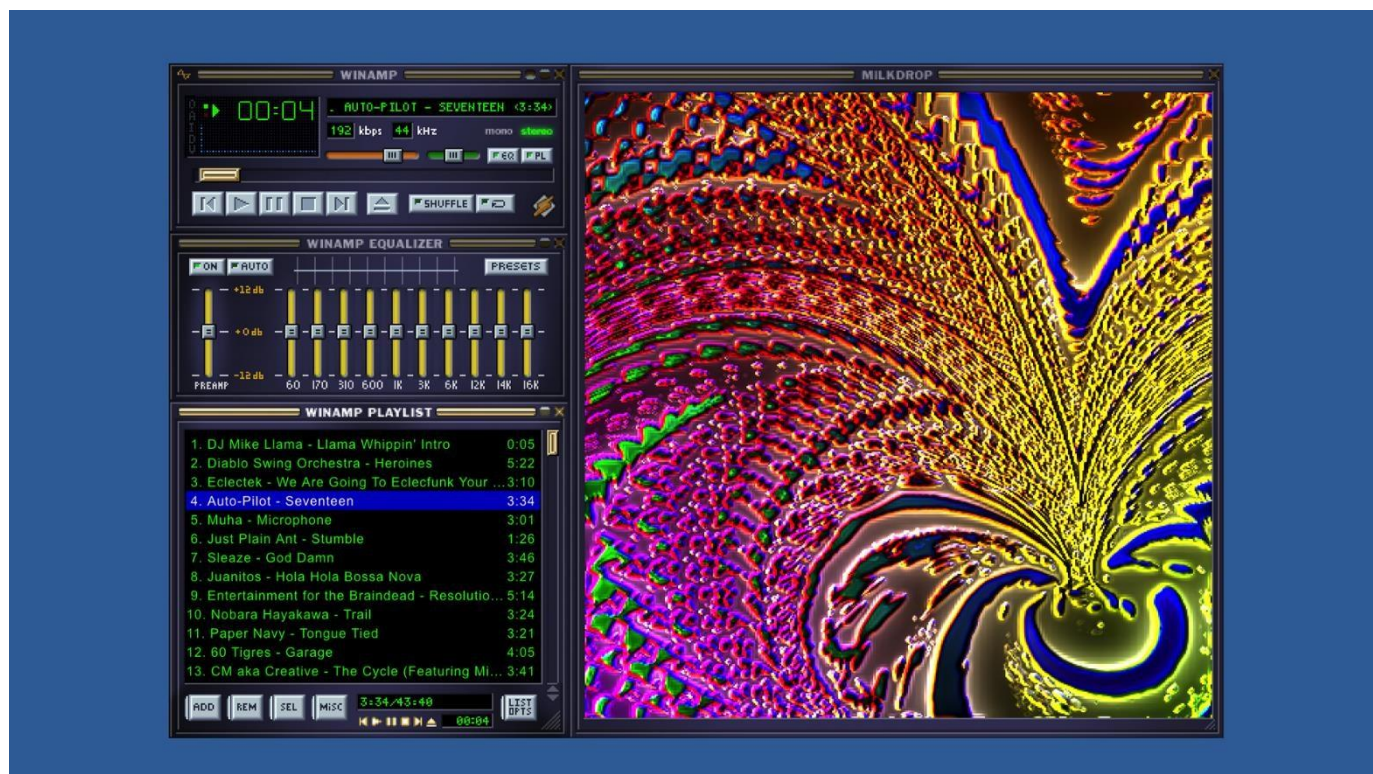 WINAMP
00:04
. AUTO-PILOT - SEVENTEEN <3:34>
O
A
I
D
V
192 kbps 44 kHz mono stereo
EQ PL
SHUFFLE
WINAMP EQUALIZER
ON AUTO PRESETS
+12db
+0db
-12db
PREAMP 60 170 310 600 1K 3K 6K 12K 14K 16K
WINAMP PLAYLIST
1. DJ Mike Llama - Llama Whippin' Intro 0:05
2. Diablo Swing Orchestra - Heroines 5:22
3. Eclectek - We Are Going To Eclecfunk Your ... 3:10
4. Auto-Pilot - Seventeen 3:34
5. Muha - Microphone 3:01
6. Just Plain Ant - Stumble 1:26
7. Sleaze - God Damn 3:46
8. Juanitos - Hola Hola Bossa Nova 3:27
9. Entertainment for the Braindead - Resolutio... 5:14
10. Nobara Hayakawa - Trail 3:24
11. Paper Navy - Tongue Tied 3:21
12. 60 Tigres - Garage 4:05
13. CM aka Creative - The Cycle (Featuring Mi... 3:41
ADD REM SEL MISC 3:34/43:40 LIST OPTS
00:04
MILKDROP